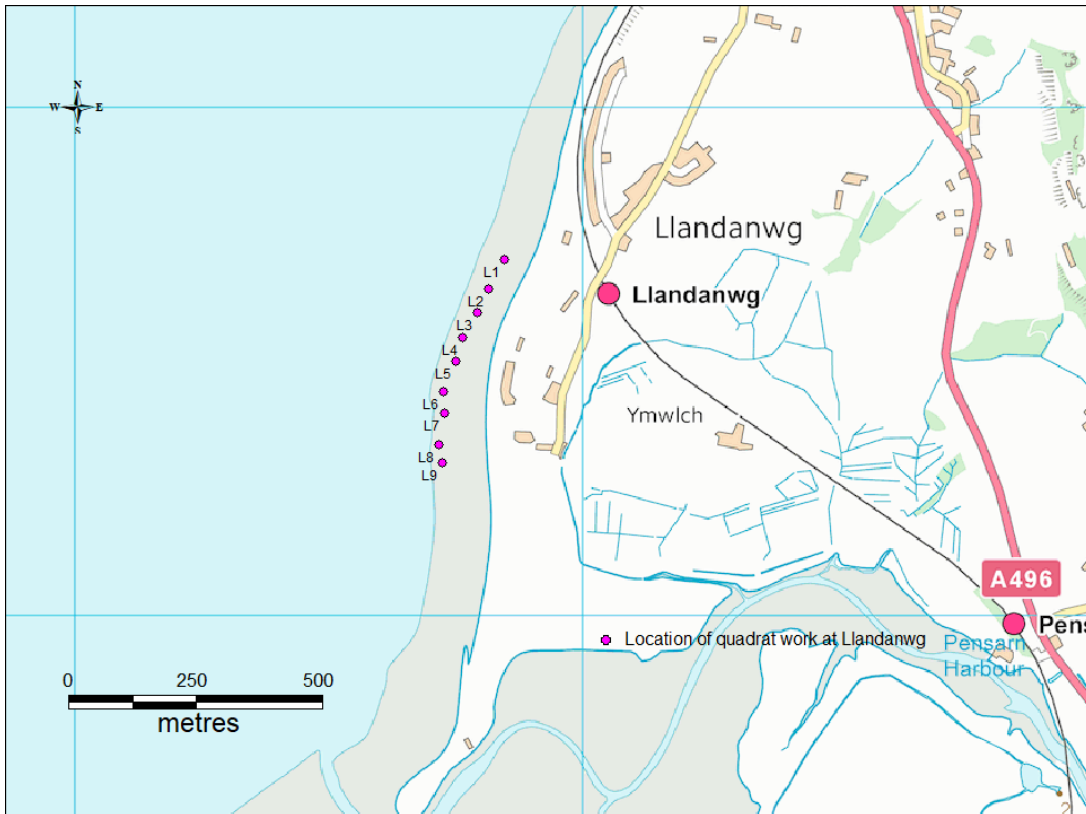 N
W E
S
Llandanwg
L1
Llandanwg
L2
L3
L4
L5
L6
Ymwlch
L7
L8
L9
A496
Pens
Location of quadrat work at Llandanwg
Pensarn
Harbour
0 250 500
metres
2